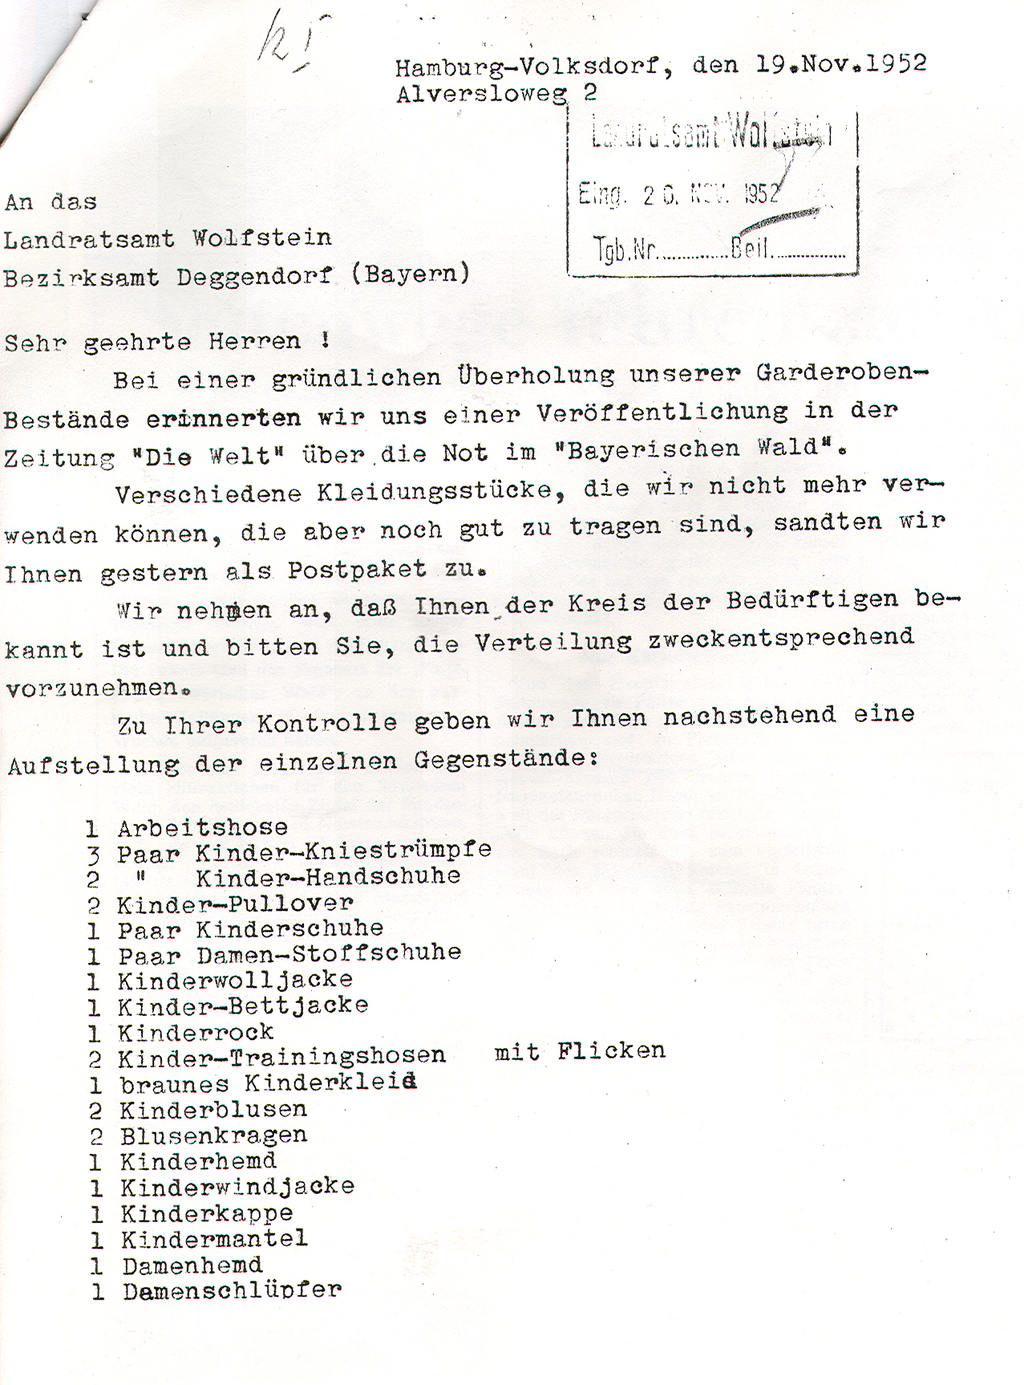 Hamburg-Volksdorf, den 19.Nov.1952
Alversloweg 2
Landratsamt Wolfstein
Eing. 20. NOV. 1952
Tgb.Nr..............Beil...............
An das
Landratsamt Wolfstein
Bezirksamt Deggendorf (Bayern)
Sehr geehrte Herren !
Bei einer gründlichen Überholung unserer Garderoben-
Bestände erinnerten wir uns einer Veröffentlichung in der
Zeitung "Die Welt" über die Not im "Bayerischen Wald".
Verschiedene Kleidungsstücke, die wir nicht mehr ver-
wenden können, die aber noch gut zu tragen sind, sandten wir
Ihnen gestern als Postpaket zu.
Wir nehmen an, daß Ihnen der Kreis der Bedürftigen be-
kannt ist und bitten Sie, die Verteilung zweckentsprechend
vorzunehmen.
Zu Ihrer Kontrolle geben wir Ihnen nachstehend eine
Aufstellung der einzelnen Gegenstände:
1 Arbeitshose
3 Paar Kinder-Kniestrümpfe
2 " Kinder-Handschuhe
2 Kinder-Pullover
1 Paar Kinderschuhe
1 Paar Damen-Stoffschuhe
1 Kinderwolljacke
1 Kinder-Bettjacke
1 Kinderrock
2 Kinder-Trainingshosen mit Flicken
1 braunes Kinderkleid
2 Kinderblusen
2 Blusenkragen
1 Kinderhemd
1 Kinderwindjacke
1 Kinderkappe
1 Kindermantel
1 Damenhemd
1 Damenschlüpfer